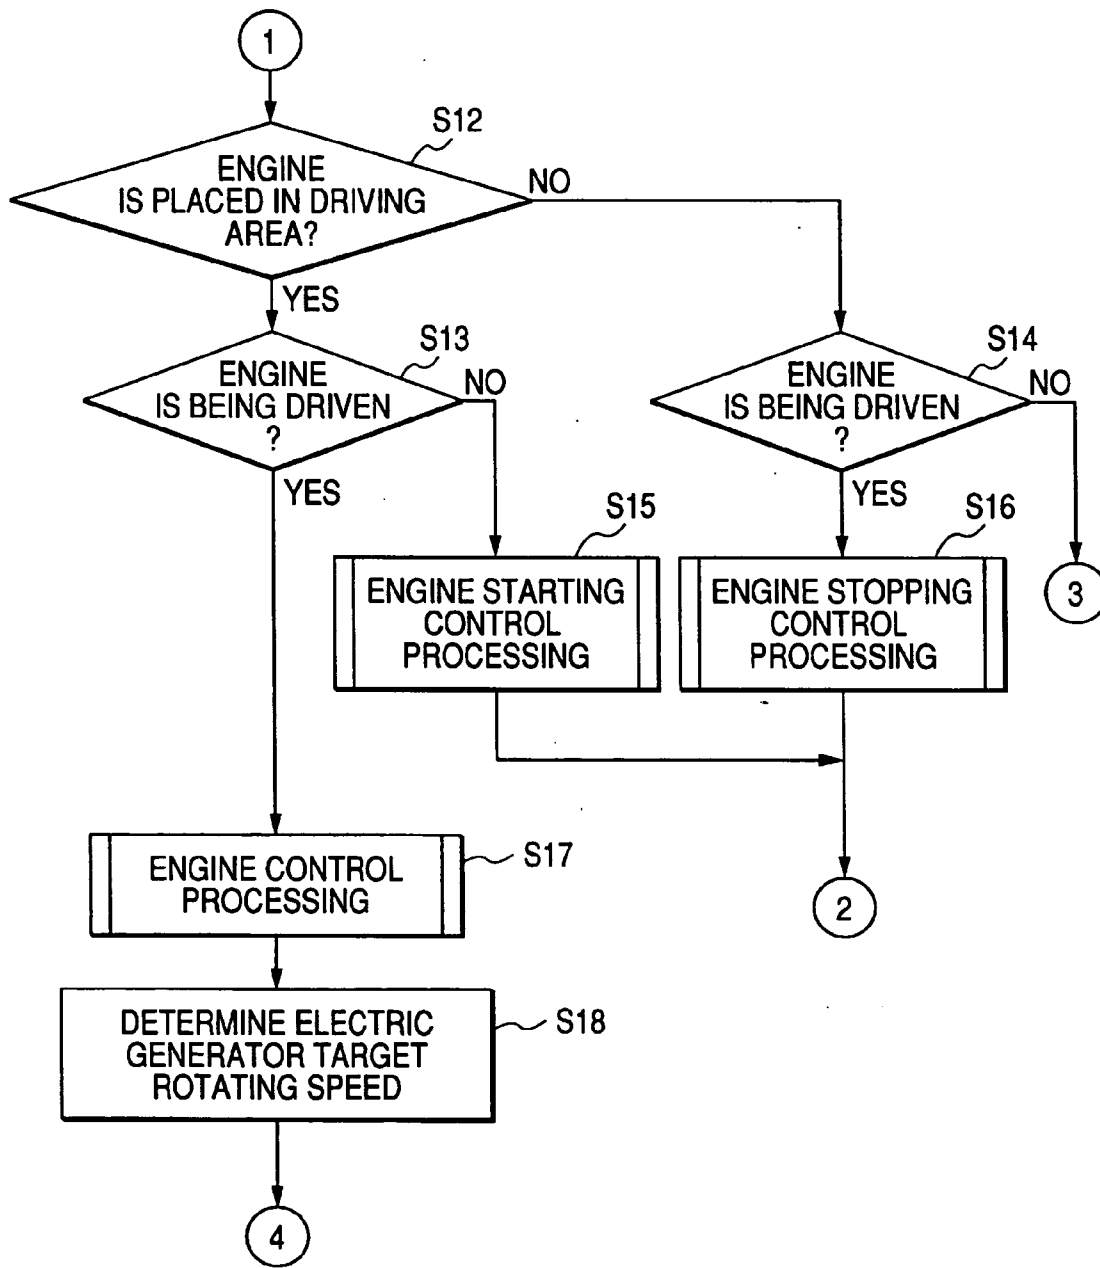 1
S12
ENGINE
IS PLACED IN DRIVING
AREA?
NO
YES
S13
ENGINE
IS BEING DRIVEN
?
NO
YES
S14
ENGINE
IS BEING DRIVEN
?
NO
YES
S15
ENGINE STARTING
CONTROL
PROCESSING
S16
ENGINE STOPPING
CONTROL
PROCESSING
3
S17
ENGINE CONTROL
PROCESSING
2
S18
DETERMINE ELECTRIC
GENERATOR TARGET
ROTATING SPEED
4